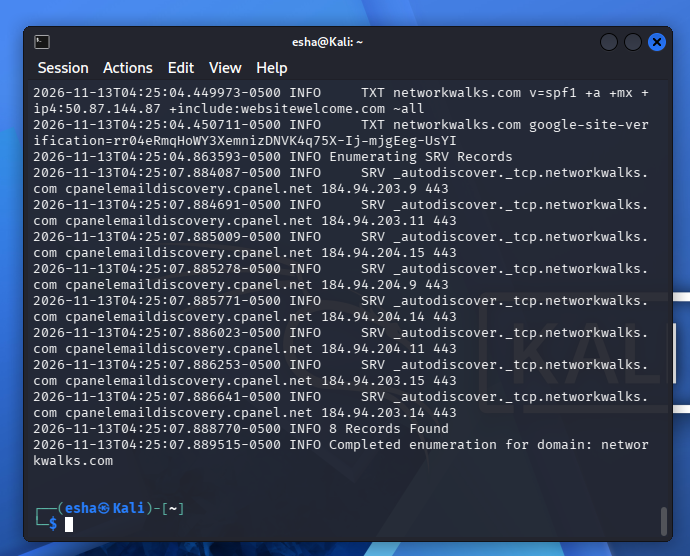 esha@Kali: ~
Session Actions Edit View Help
2026-11-13T04:25:04.449973-0500 INFO     TXT networkwalks.com v=spf1 +a +mx +
ip4:50.87.144.87 +include:websitewelcome.com ~all
2026-11-13T04:25:04.450711-0500 INFO     TXT networkwalks.com google-site-ver
ification=rr04eRmqHoWY3XemnizDNVK4q75X-Ij-mjgEeg-UsYI
2026-11-13T04:25:04.863593-0500 INFO Enumerating SRV Records
2026-11-13T04:25:07.884087-0500 INFO     SRV _autodiscover._tcp.networkwalks.
com cpanelemaildiscovery.cpanel.net 184.94.203.9 443
2026-11-13T04:25:07.884691-0500 INFO     SRV _autodiscover._tcp.networkwalks.
com cpanelemaildiscovery.cpanel.net 184.94.203.11 443
2026-11-13T04:25:07.885009-0500 INFO     SRV _autodiscover._tcp.networkwalks.
com cpanelemaildiscovery.cpanel.net 184.94.204.15 443
2026-11-13T04:25:07.885278-0500 INFO     SRV _autodiscover._tcp.networkwalks.
com cpanelemaildiscovery.cpanel.net 184.94.204.9 443
2026-11-13T04:25:07.885771-0500 INFO     SRV _autodiscover._tcp.networkwalks.
com cpanelemaildiscovery.cpanel.net 184.94.204.14 443
2026-11-13T04:25:07.886023-0500 INFO     SRV _autodiscover._tcp.networkwalks.
com cpanelemaildiscovery.cpanel.net 184.94.204.11 443
2026-11-13T04:25:07.886253-0500 INFO     SRV _autodiscover._tcp.networkwalks.
com cpanelemaildiscovery.cpanel.net 184.94.203.15 443
2026-11-13T04:25:07.886641-0500 INFO     SRV _autodiscover._tcp.networkwalks.
com cpanelemaildiscovery.cpanel.net 184.94.203.14 443
2026-11-13T04:25:07.888770-0500 INFO 8 Records Found
2026-11-13T04:25:07.889515-0500 INFO Completed enumeration for domain: networ
kwalks.com
┌──(esha㉿Kali)-[~]
└─$
KALI